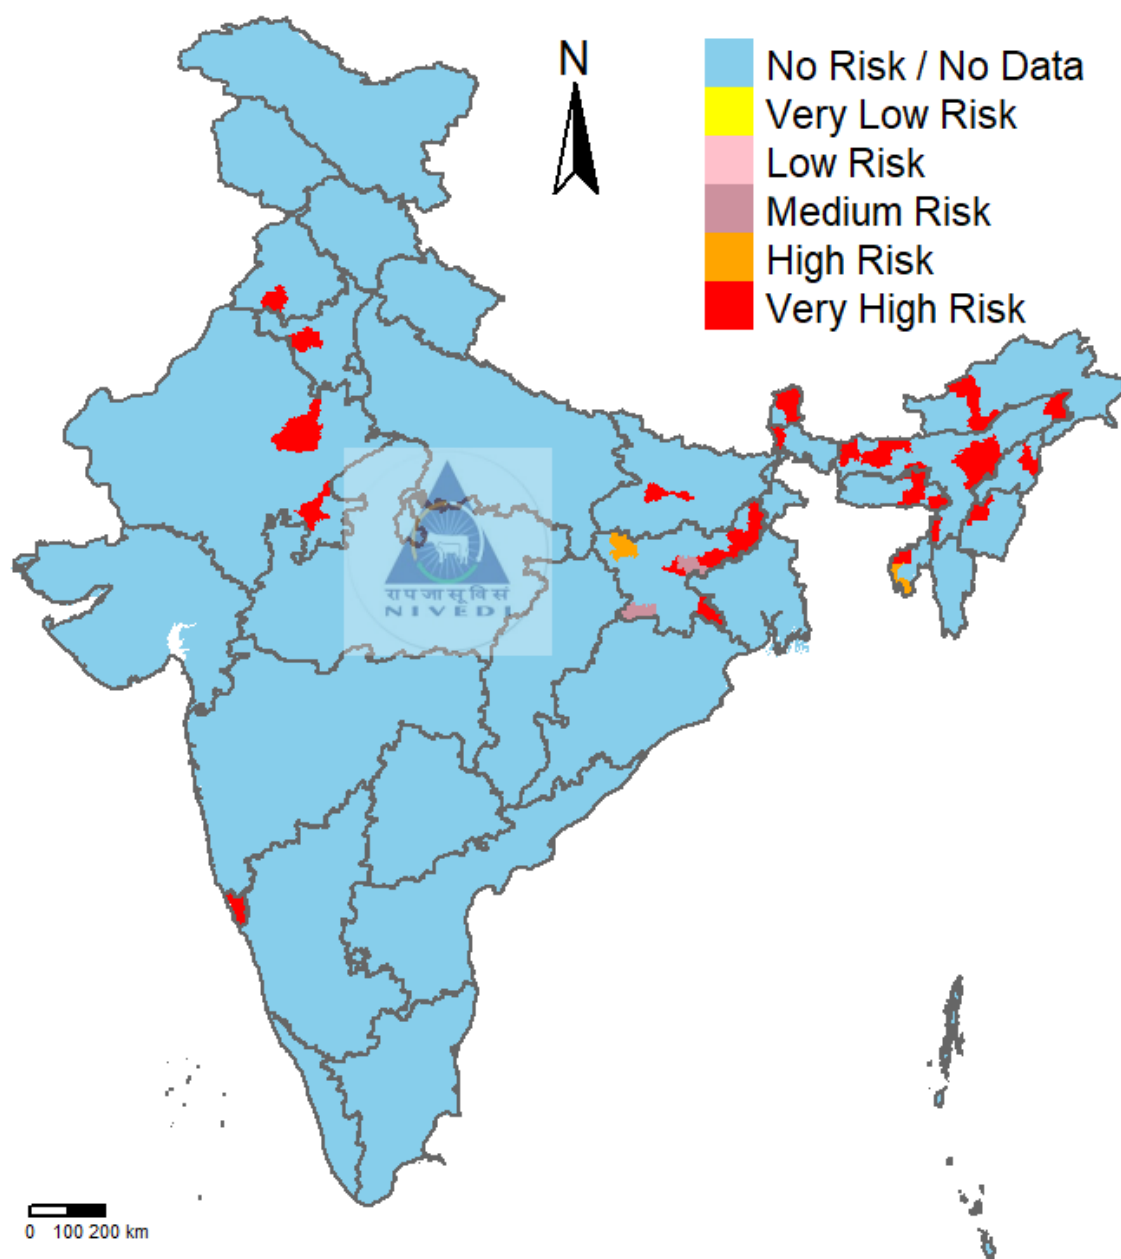 N
No Risk / No Data
Very Low Risk
Low Risk
Medium Risk
High Risk
Very High Risk
रापजासूविसं
NIVEDI
0 100 200 km